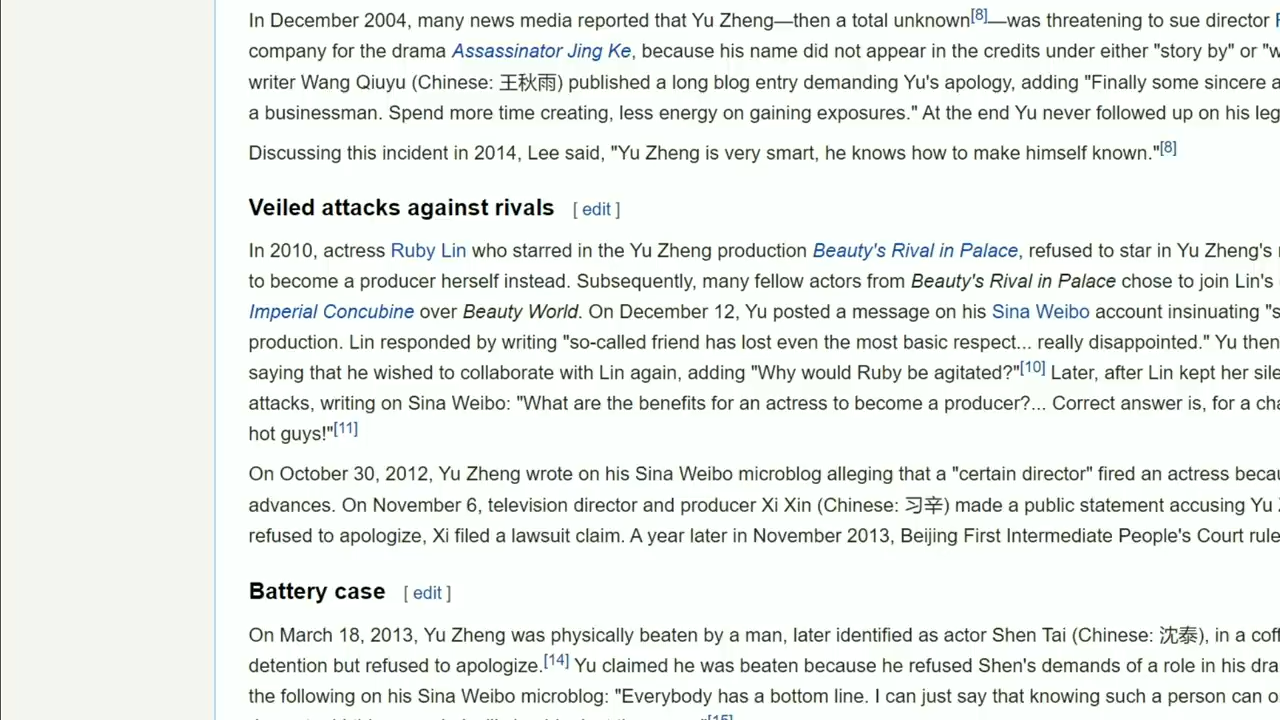 In December 2004, many news media reported that Yu Zheng—then a total unknown[8]—was threatening to sue director
company for the drama Assassinator Jing Ke, because his name did not appear in the credits under either "story by" or
writer Wang Qiuyu (Chinese: 王秋雨) published a long blog entry demanding Yu's apology, adding "Finally some sincere
a businessman. Spend more time creating, less energy on gaining exposures." At the end Yu never followed up on his
Discussing this incident in 2014, Lee said, "Yu Zheng is very smart, he knows how to make himself known."[8]
Veiled attacks against rivals [ edit ]
In 2010, actress Ruby Lin who starred in the Yu Zheng production Beauty's Rival in Palace, refused to star in Yu Zheng's
to become a producer herself instead. Subsequently, many fellow actors from Beauty's Rival in Palace chose to join Lin's
Imperial Concubine over Beauty World. On December 12, Yu posted a message on his Sina Weibo account insinuating
production. Lin responded by writing "so-called friend has lost even the most basic respect... really disappointed." Yu then
saying that he wished to collaborate with Lin again, adding "Why would Ruby be agitated?"[10] Later, after Lin kept her
attacks, writing on Sina Weibo: "What are the benefits for an actress to become a producer?... Correct answer is, for a
hot guys!"[11]
On October 30, 2012, Yu Zheng wrote on his Sina Weibo microblog alleging that a "certain director" fired an actress
advances. On November 6, television director and producer Xi Xin (Chinese: 习辛) made a public statement accusing Yu
refused to apologize, Xi filed a lawsuit claim. A year later in November 2013, Beijing First Intermediate People's Court
Battery case [ edit ]
On March 18, 2013, Yu Zheng was physically beaten by a man, later identified as actor Shen Tai (Chinese: 沈泰), in a
detention but refused to apologize.[14] Yu claimed he was beaten because he refused Shen's demands of a role in his
the following on his Sina Weibo microblog: "Everybody has a bottom line. I can just say that knowing such a person can
[15]